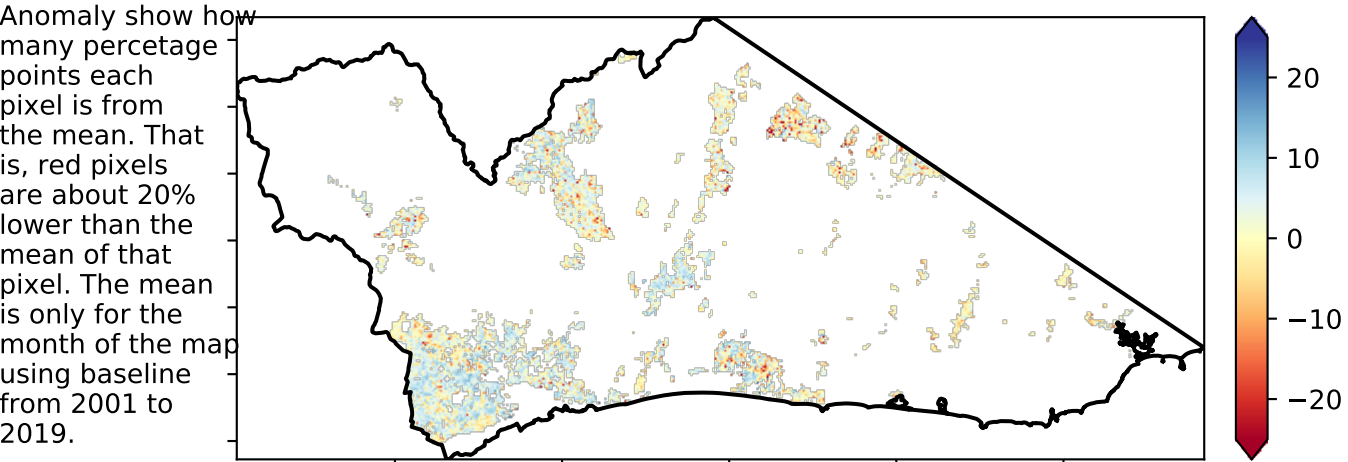 Anomaly show how
many percetage
points each
pixel is from
the mean. That
is, red pixels
are about 20%
lower than the
mean of that
pixel. The mean
is only for the
month of the map
using baseline
from 2001 to
2019.
20
10
0
−10
−20